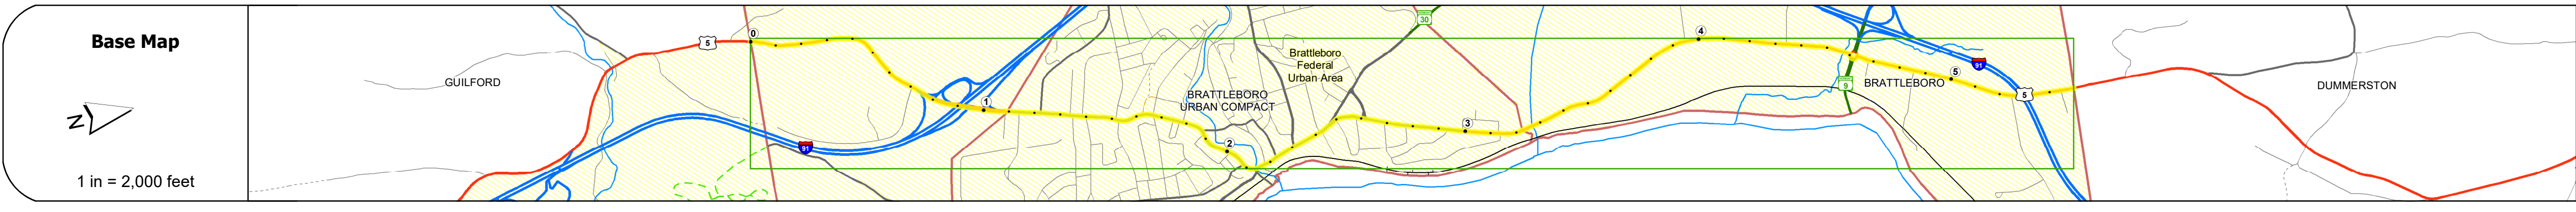 Base Map
N
1 in = 2,000 feet
GUILFORD
5
0
91
1
BRATTLEBORO
URBAN COMPACT
2
Brattleboro
Federal
Urban Area
30
3
4
9
BRATTLEBORO
5
91
5
DUMMERSTON